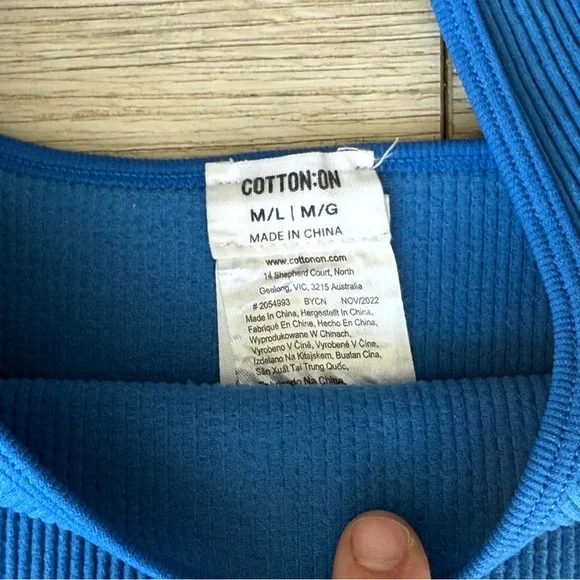 COTTON:ON
M/L | M/G
MADE IN CHINA
www.cottonon.com
14 Shepherd Court, North
Geelong, VIC, 3215 Australia
# 2054993 BYCN NOV/2022
Made In China, Hergestellt In China,
Fabriqué En Chine, Hecho En China,
Wyprodukowane W Chinach,
Vyrobeno V Číně, Vyrobené V Číne,
Izdelano Na Kitajskem, Buatan Cina,
Sản Xuất Tại Trung Quốc,
Na China